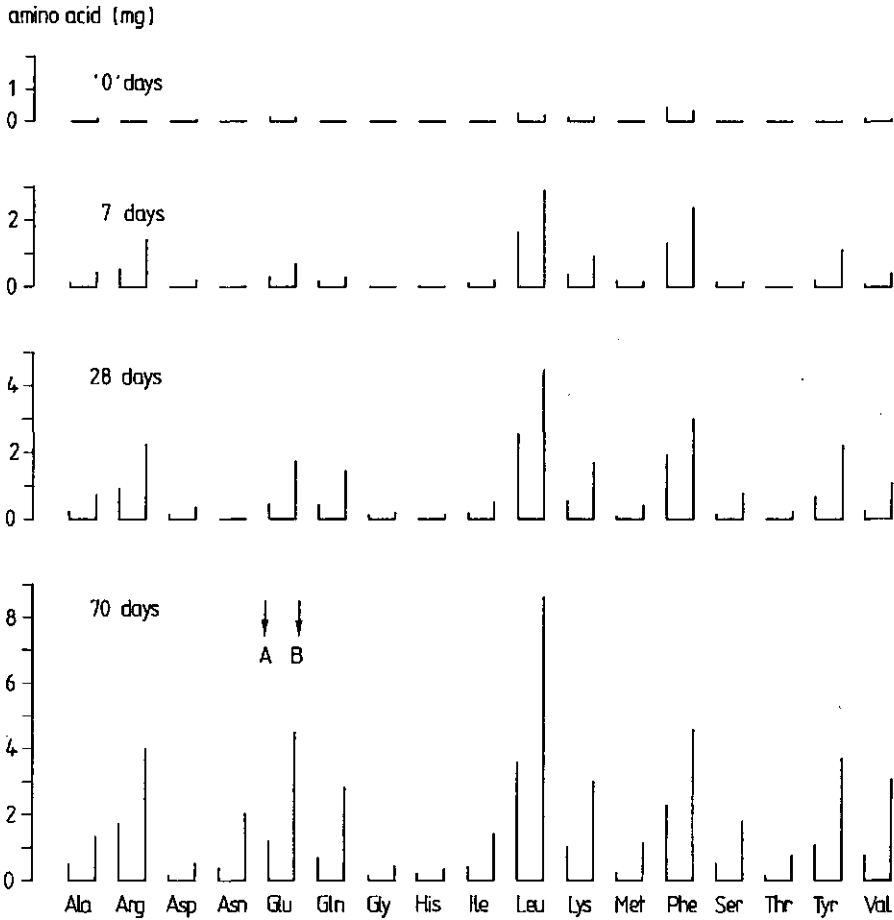 amino acid (mg)
'0' days
1
0
7 days
2
0
28 days
4
2
0
70 days
8
A B
6
4
2
0
Ala Arg Asp Asn Glu Gln Gly His Ile Leu Lys Met Phe Ser Thr Tyr Val